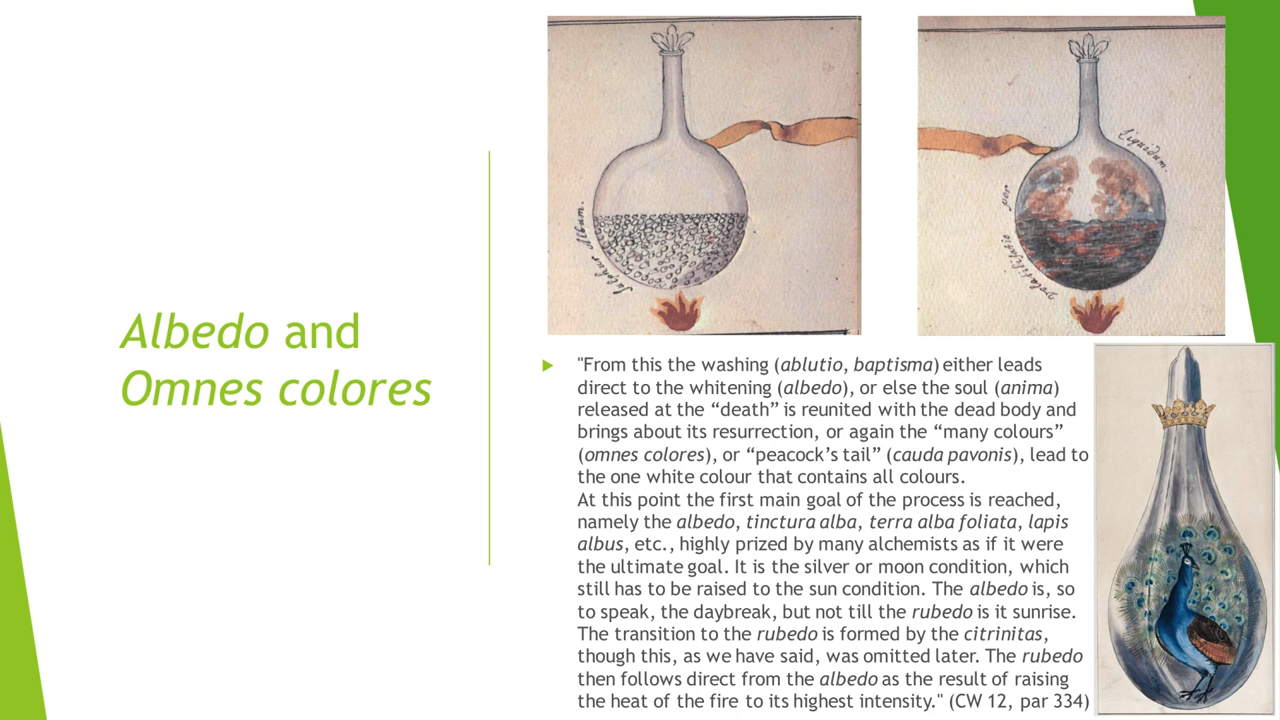 Albedo and
Omnes colores
Sulphur Album.
Liquidum.
per
volatilisatio
"From this the washing (ablutio, baptisma) either leads
direct to the whitening (albedo), or else the soul (anima)
released at the “death” is reunited with the dead body and
brings about its resurrection, or again the “many colours”
(omnes colores), or “peacock’s tail” (cauda pavonis), lead to
the one white colour that contains all colours.
At this point the first main goal of the process is reached,
namely the albedo, tinctura alba, terra alba foliata, lapis
albus, etc., highly prized by many alchemists as if it were
the ultimate goal. It is the silver or moon condition, which
still has to be raised to the sun condition. The albedo is, so
to speak, the daybreak, but not till the rubedo is it sunrise.
The transition to the rubedo is formed by the citrinitas,
though this, as we have said, was omitted later. The rubedo
then follows direct from the albedo as the result of raising
the heat of the fire to its highest intensity." (CW 12, par 334)